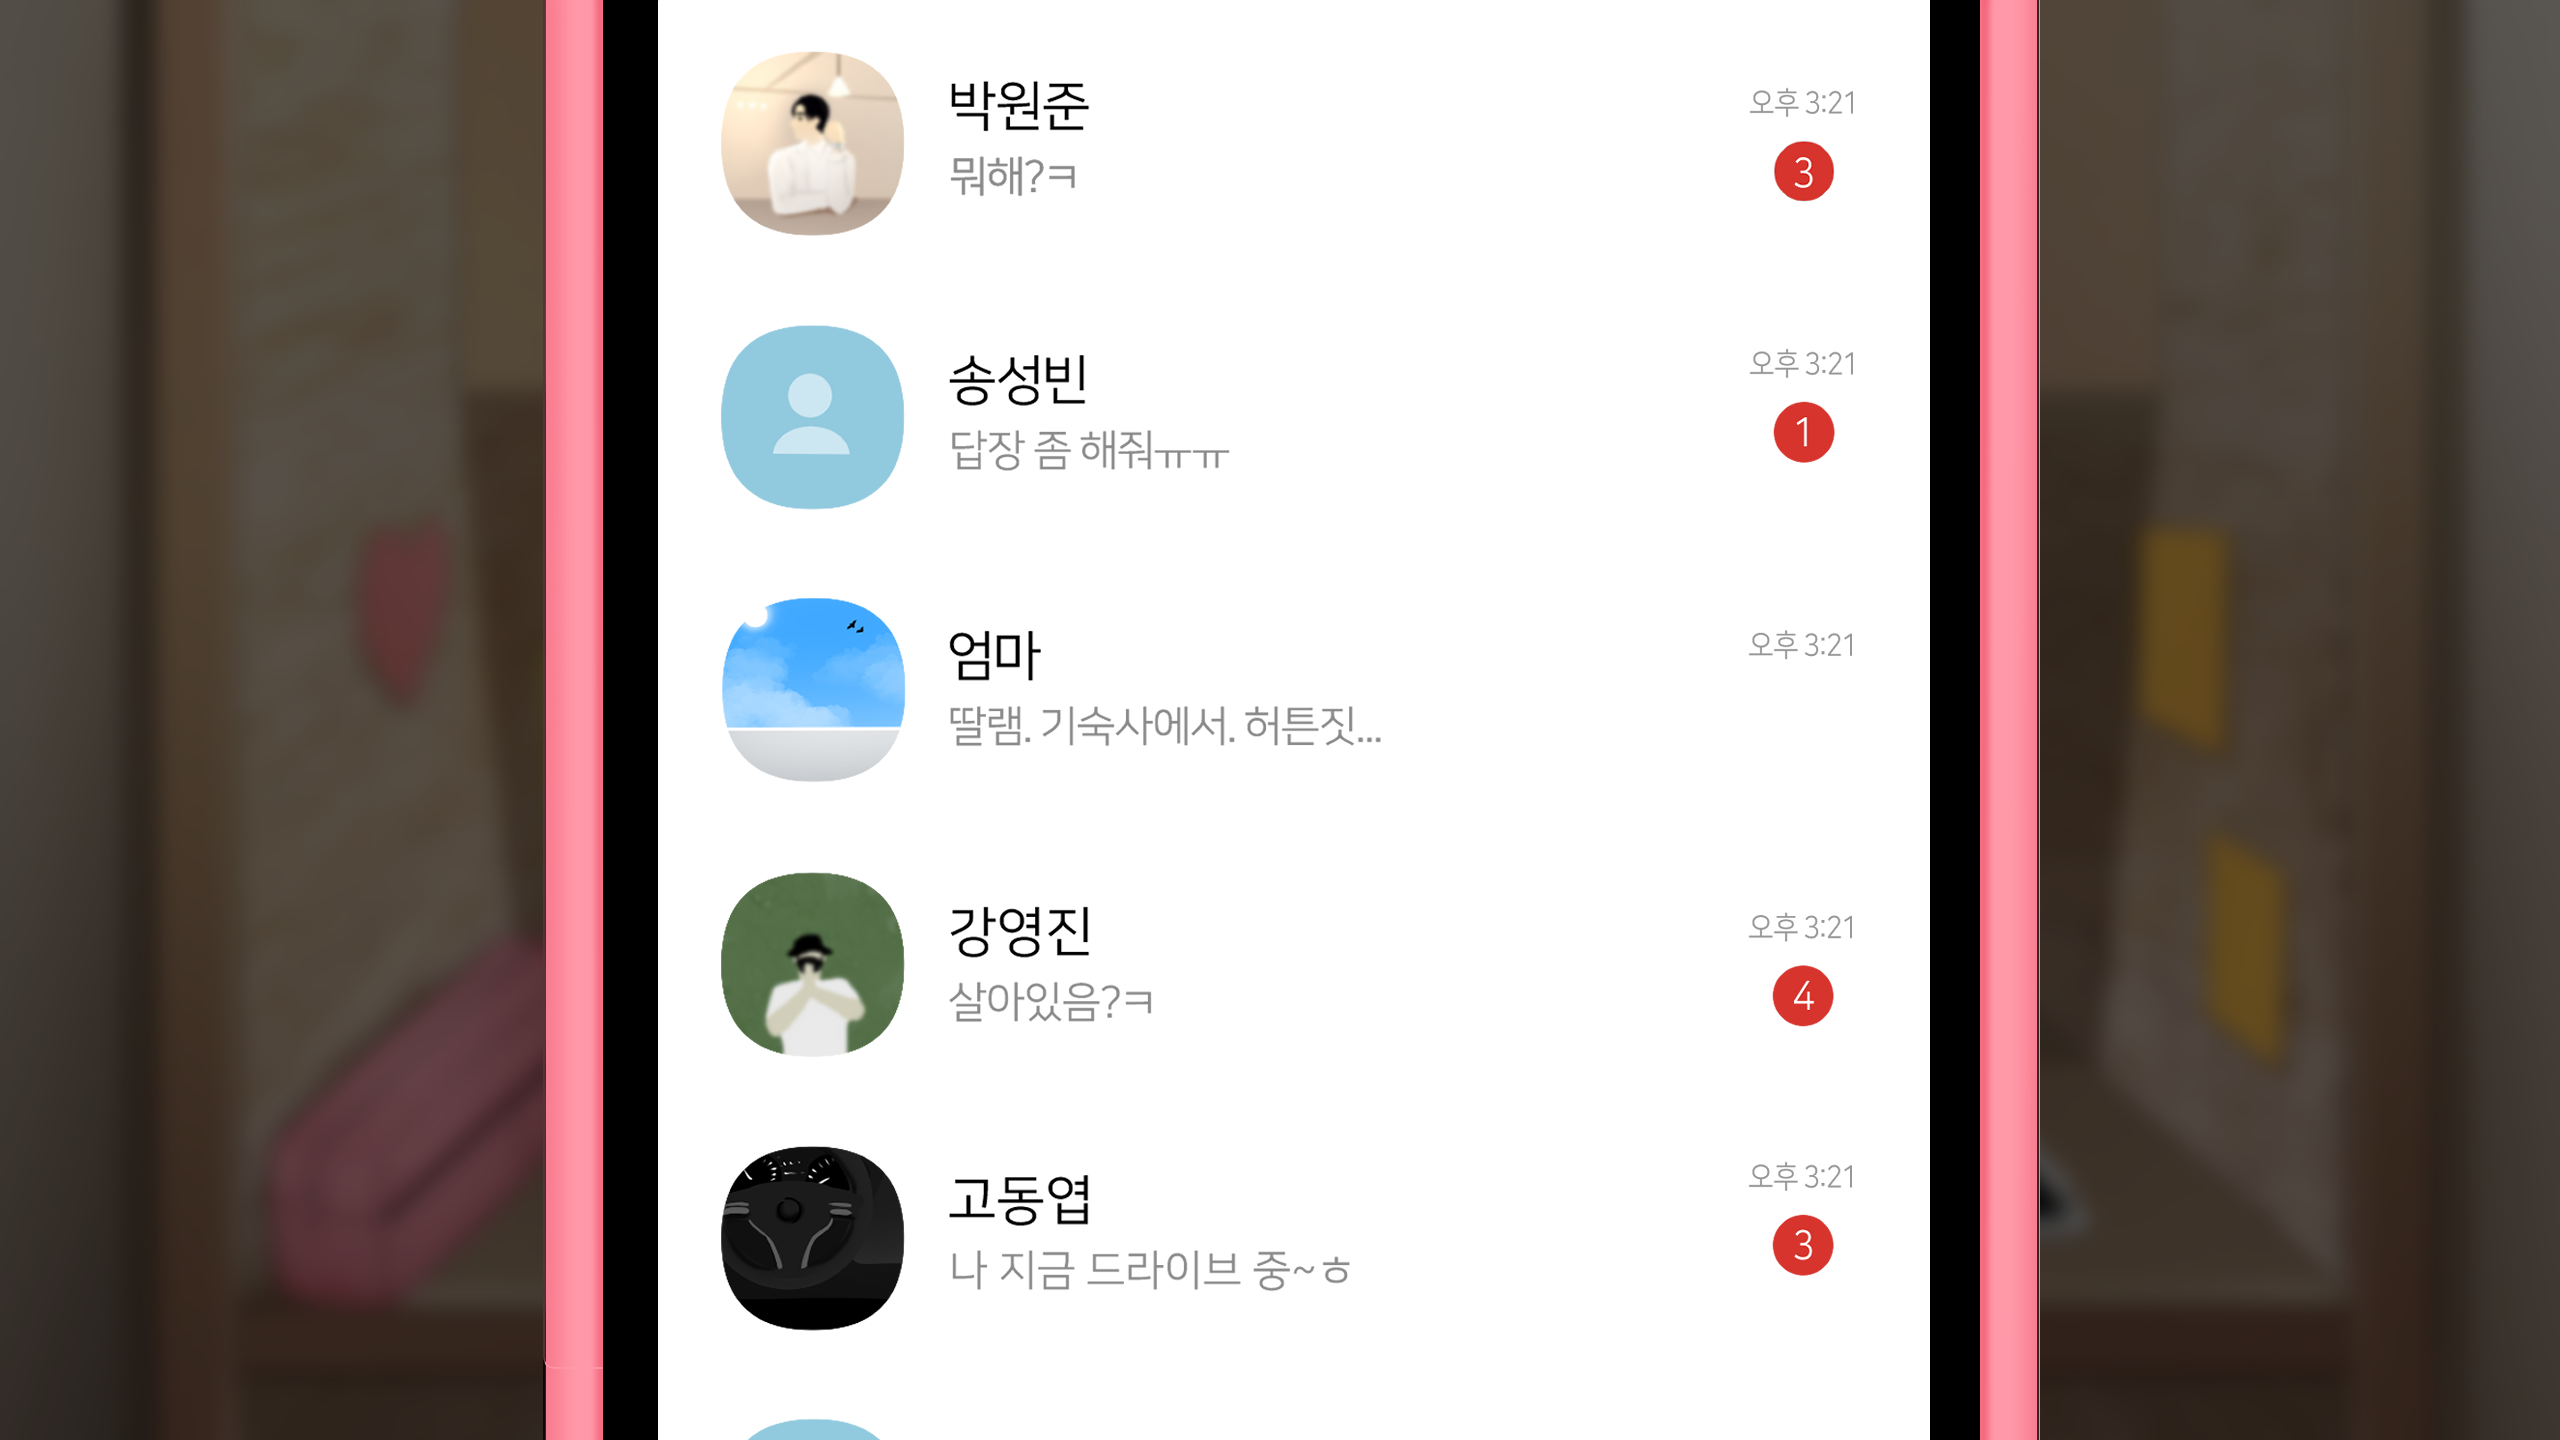 박원준
오후 3:21
뭐해?ㅋ
3
송성빈
오후 3:21
답장 좀 해줘ㅠㅠ
1
엄마
오후 3:21
딸램. 기숙사에서. 허튼짓...
강영진
오후 3:21
살아있음?ㅋ
4
고동엽
오후 3:21
나 지금 드라이브 중~ㅎ
3